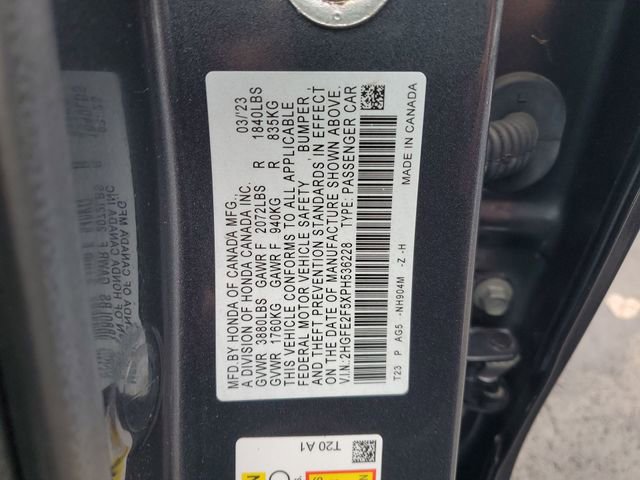 MFD.BY HONDA OF CANADA MFG., 03/'23
A DIVISION OF HONDA CANADA INC.
GVWR 3880LBS GAWR F 2072LBS R 1840LBS
GVWR 1760KG GAWR F 940KG R 835KG
THIS VEHICLE CONFORMS TO ALL APPLICABLE
FEDERAL MOTOR VEHICLE SAFETY, BUMPER,
AND THEFT PREVENTION STANDARDS IN EFFECT
ON THE DATE OF MANUFACTURE SHOWN ABOVE.
V.I.N.:2HGFE2F5XPH536228 TYPE: PASSENGER CAR
T23 P AG5 -NH904M -Z -H MADE IN CANADA
T20 A1